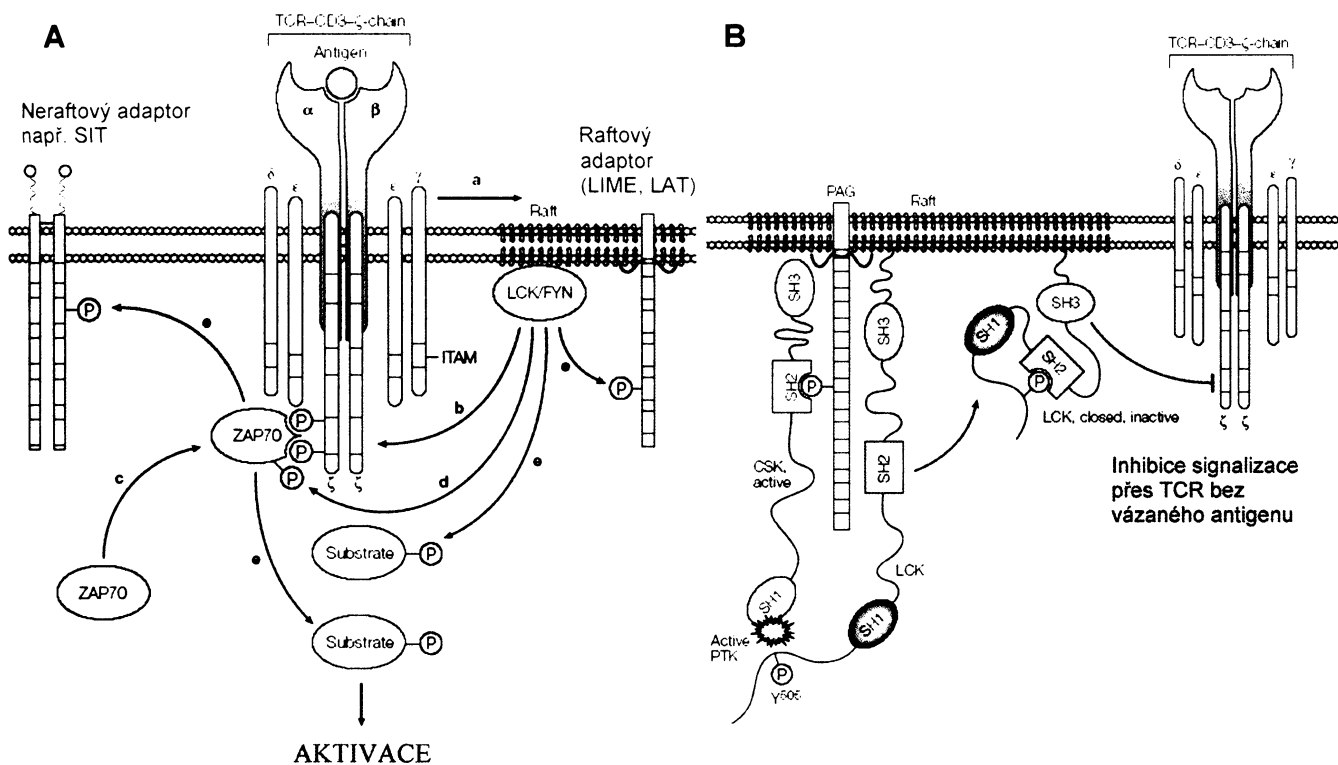 A
TCR–CD3–ζ-chain
Antigen
α
β
Neraftový adaptor
např. SIT
δ
ε
ε
γ
a
Raftový
adaptor
(LIME, LAT)
Raft
LCK/FYN
P
e
ITAM
e
P
b
ZAP70
P
P
P
ζ
ζ
d
e
c
Substrate
P
e
ZAP70
Substrate
P
AKTIVACE
B
TCR–CD3–ζ-chain
PAG
Raft
δ
ε
ε
γ
SH3
SH3
SH3
SH1
SH2
P
SH2
P
LCK, closed, inactive
ζ
ζ
CSK,
active
SH2
Inhibice signalizace
přes TCR bez
vázaného antigenu
LCK
SH1
SH1
Active
PTK
P
Y505